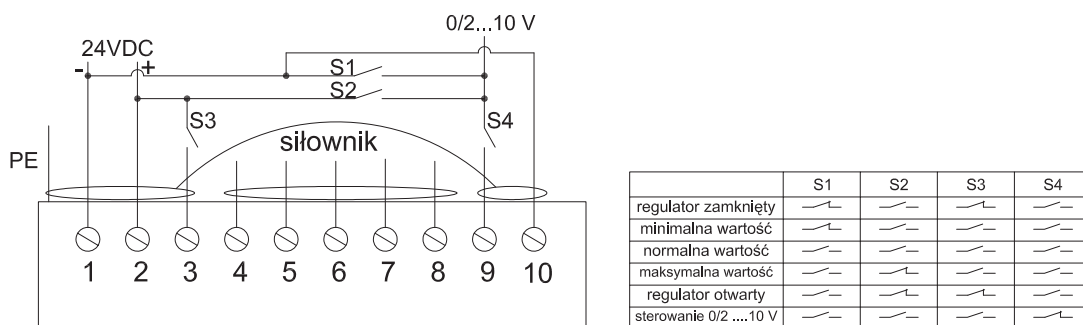 0/2...10 V
24VDC
- +
S1
S2
S3 S4
siłownik
PE
1 2 3 4 5 6 7 8 9 10
S1 S2 S3 S4
regulator zamknięty
minimalna wartość
normalna wartość
maksymalna wartość
regulator otwarty
sterowanie 0/2 ....10 V